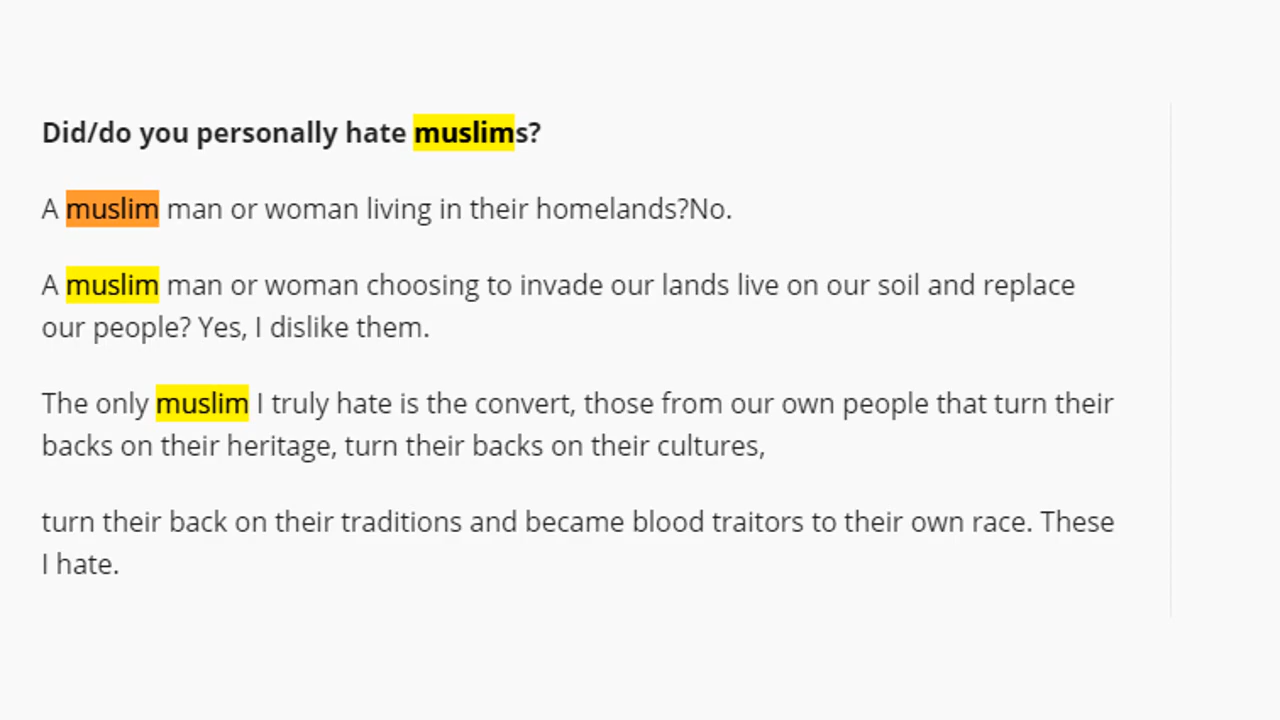 Did/do you personally hate muslims?
A muslim man or woman living in their homelands?No.
A muslim man or woman choosing to invade our lands live on our soil and replace
our people? Yes, I dislike them.
The only muslim I truly hate is the convert, those from our own people that turn their
backs on their heritage, turn their backs on their cultures,
turn their back on their traditions and became blood traitors to their own race. These
I hate.